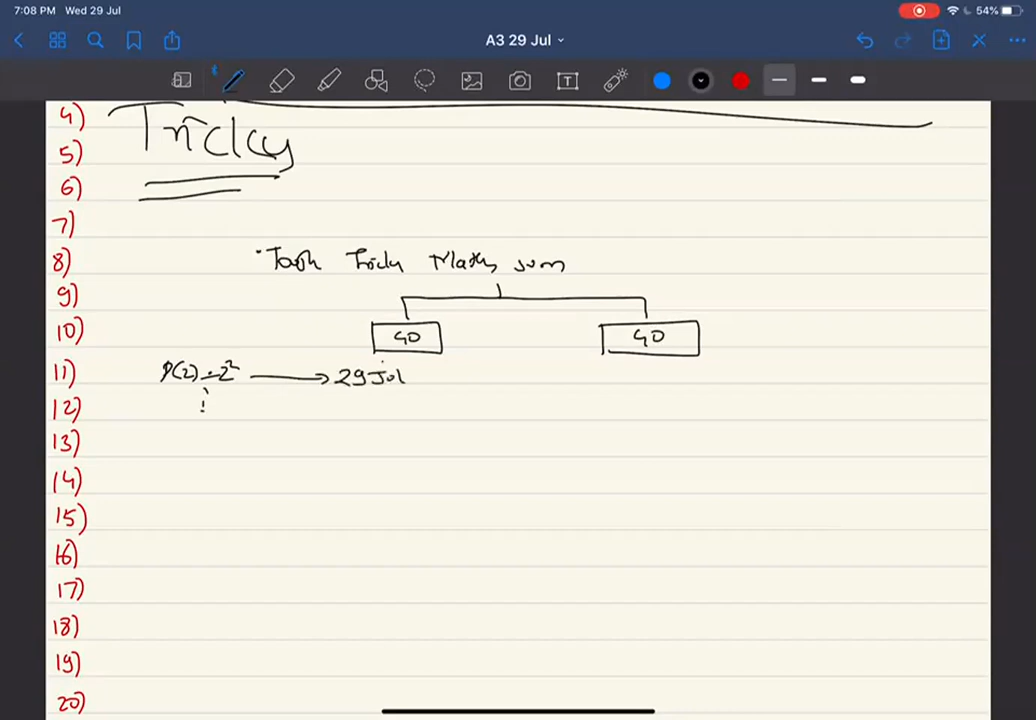 7:08 PM Wed 29 Jul
54%
A3 29 Jul
4)
Tricky
5)
6)
7)
8) Tricky Maths sum
9)
10) 40 40
11) 29 Jul
12)
13)
14)
15)
16)
17)
18)
19)
20)